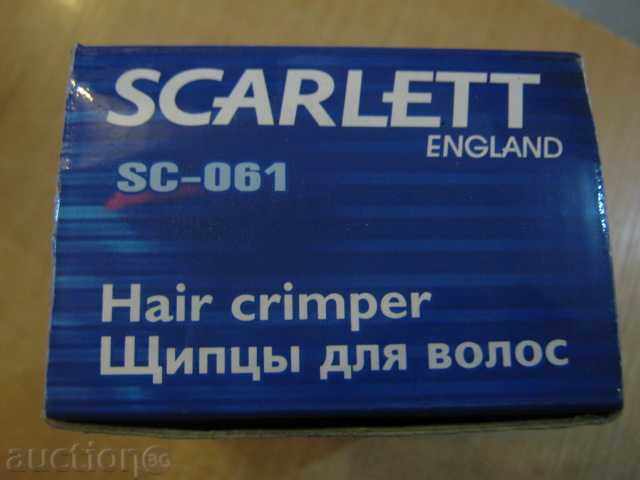 SCARLETT
ENGLAND
SC-061
Hair crimper
Щипцы для волос
auction BG